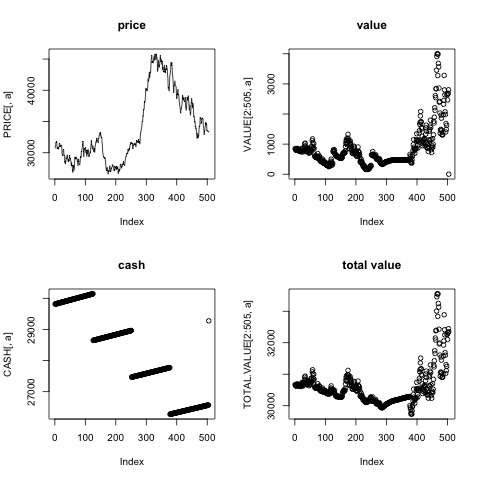 price
PRICE[, a]
30000 40000
0 100 200 300 400 500
Index
value
VALUE[2:505, a]
0 1000 3000
0 100 200 300 400 500
Index
cash
CASH[, a]
27000 29000
0 100 200 300 400 500
Index
total value
TOTAL.VALUE[2:505, a]
30000 32000
0 100 200 300 400 500
Index